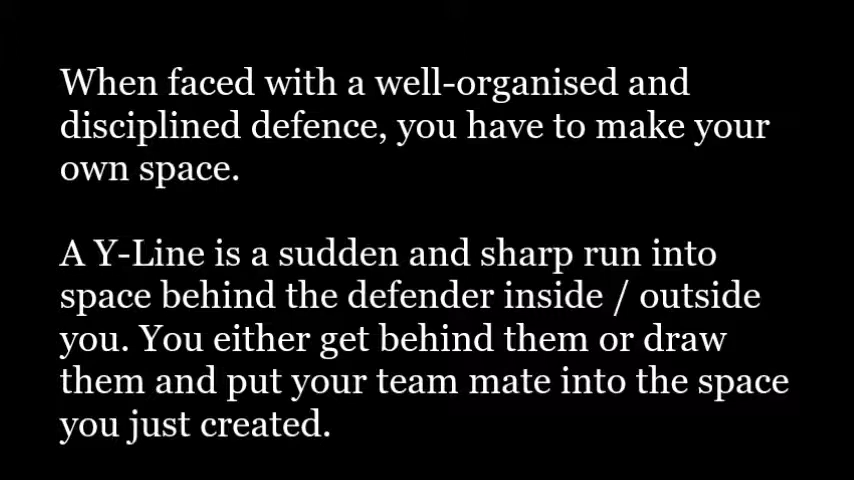 When faced with a well-organised and
disciplined defence, you have to make your
own space.
A Y-Line is a sudden and sharp run into
space behind the defender inside / outside
you. You either get behind them or draw
them and put your team mate into the space
you just created.